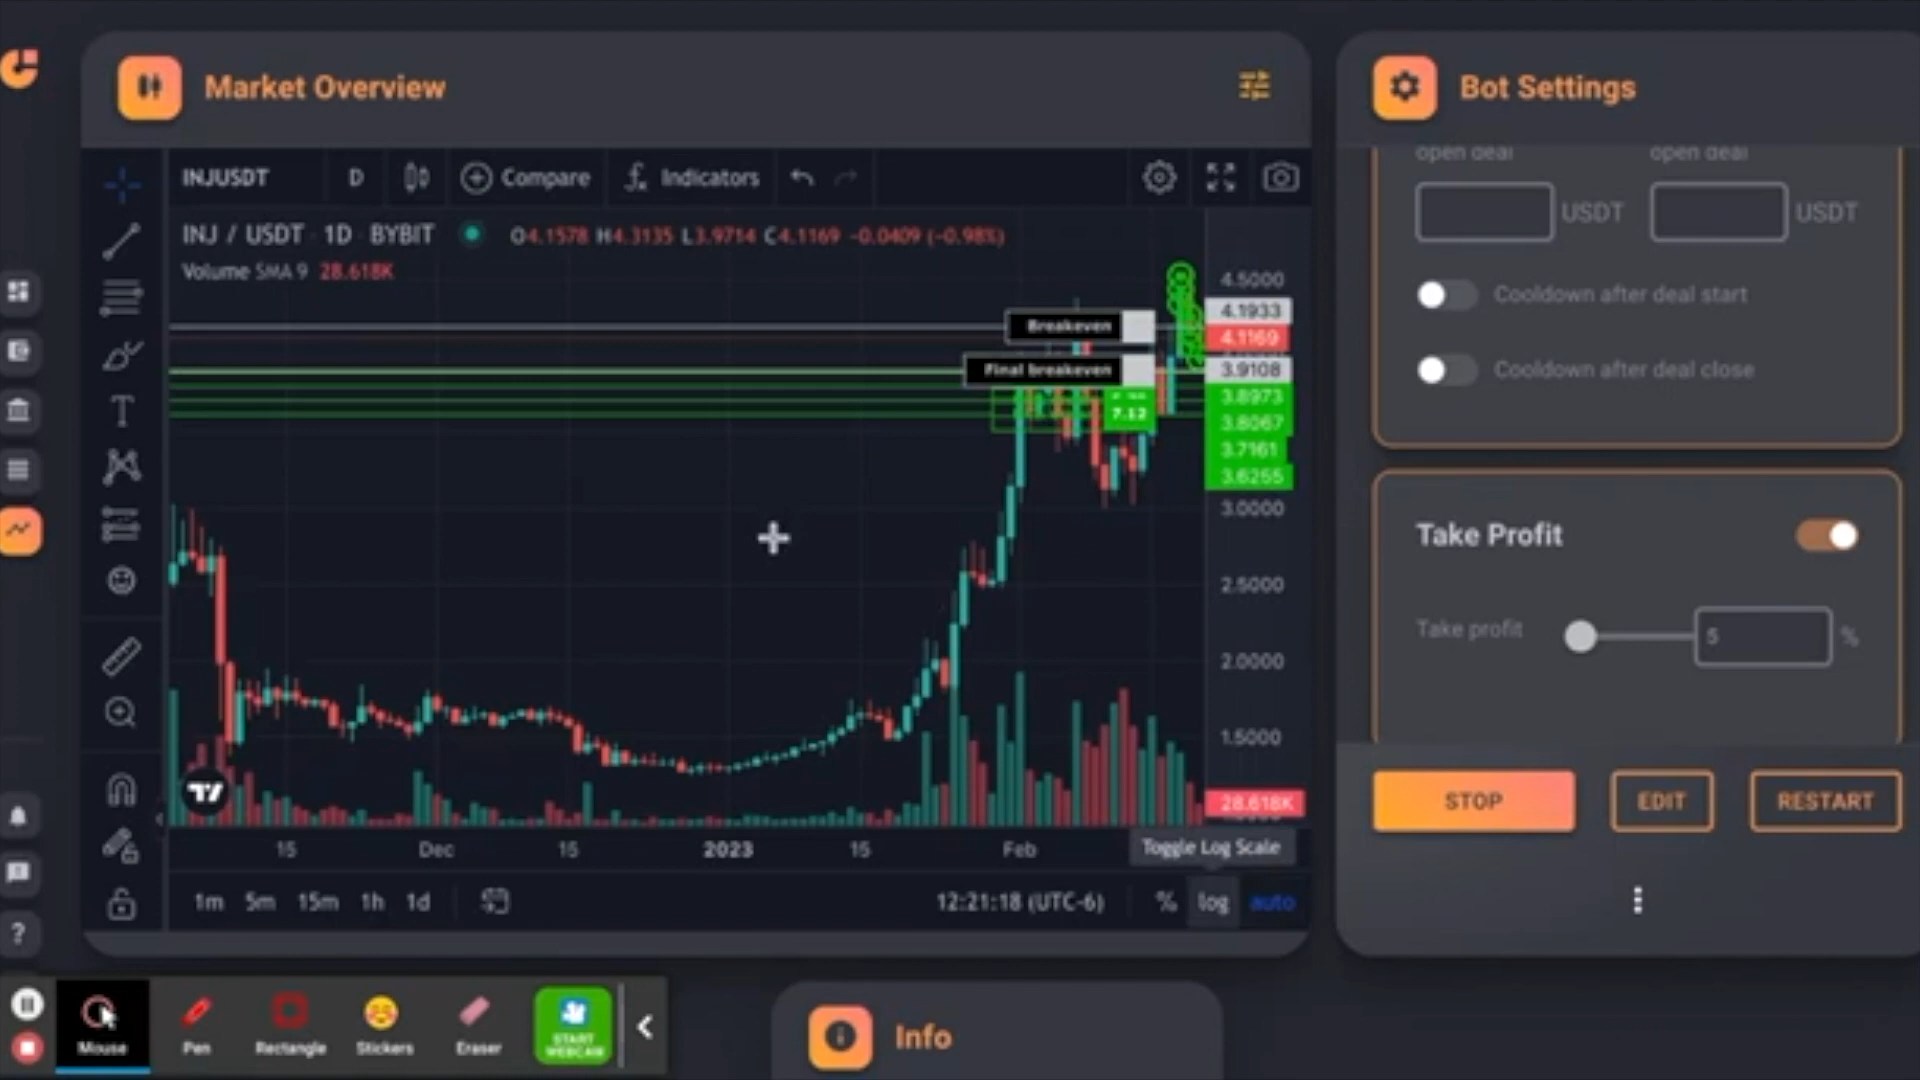 Market Overview
Bot Settings
open deal
open deal
INJUSDT D Compare Indicators
USDT
USDT
INJ / USDT · 1D · BYBIT O4.1578 H4.3135 L3.9714 C4.1169 -0.0409 (-0.98%)
Volume SMA 9 28.618K
4.5000
4.1933
Breakeven
4.1169
Final breakeven
3.9108
3.8973
7.12
3.8067
3.7161
3.6255
3.0000
2.5000
2.0000
1.5000
28.618K
Cooldown after deal start
Cooldown after deal close
Take Profit
Take profit 5 %
STOP EDIT RESTART
15 Dec 15 2023 15 Feb
Toggle Log Scale
1m 5m 15m 1h 1d 12:21:18 (UTC-6) % log auto
?
Mouse Pen Rectangle Stickers Eraser START WEBCAM
Info